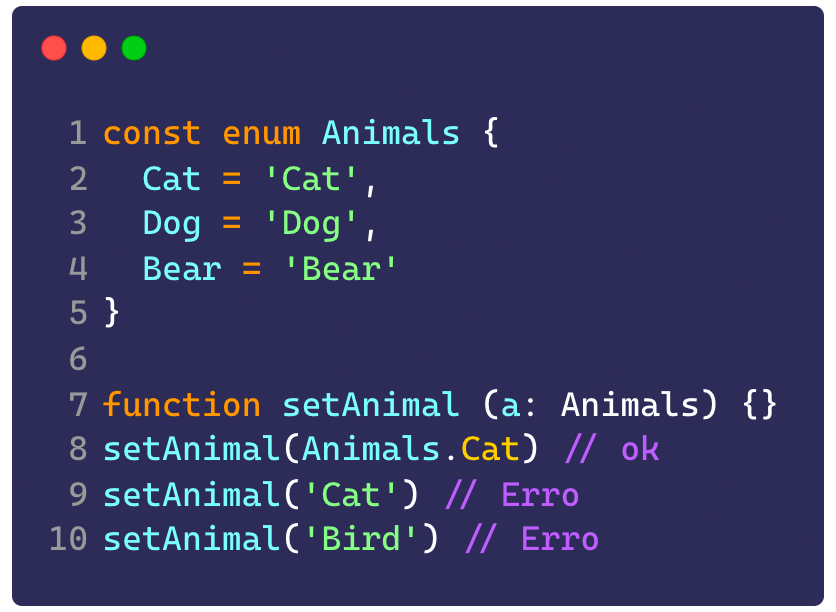 1 const enum Animals {
2   Cat = 'Cat',
3   Dog = 'Dog',
4   Bear = 'Bear'
5 }
6
7 function setAnimal (a: Animals) {}
8 setAnimal(Animals.Cat) // ok
9 setAnimal('Cat') // Erro
10 setAnimal('Bird') // Erro